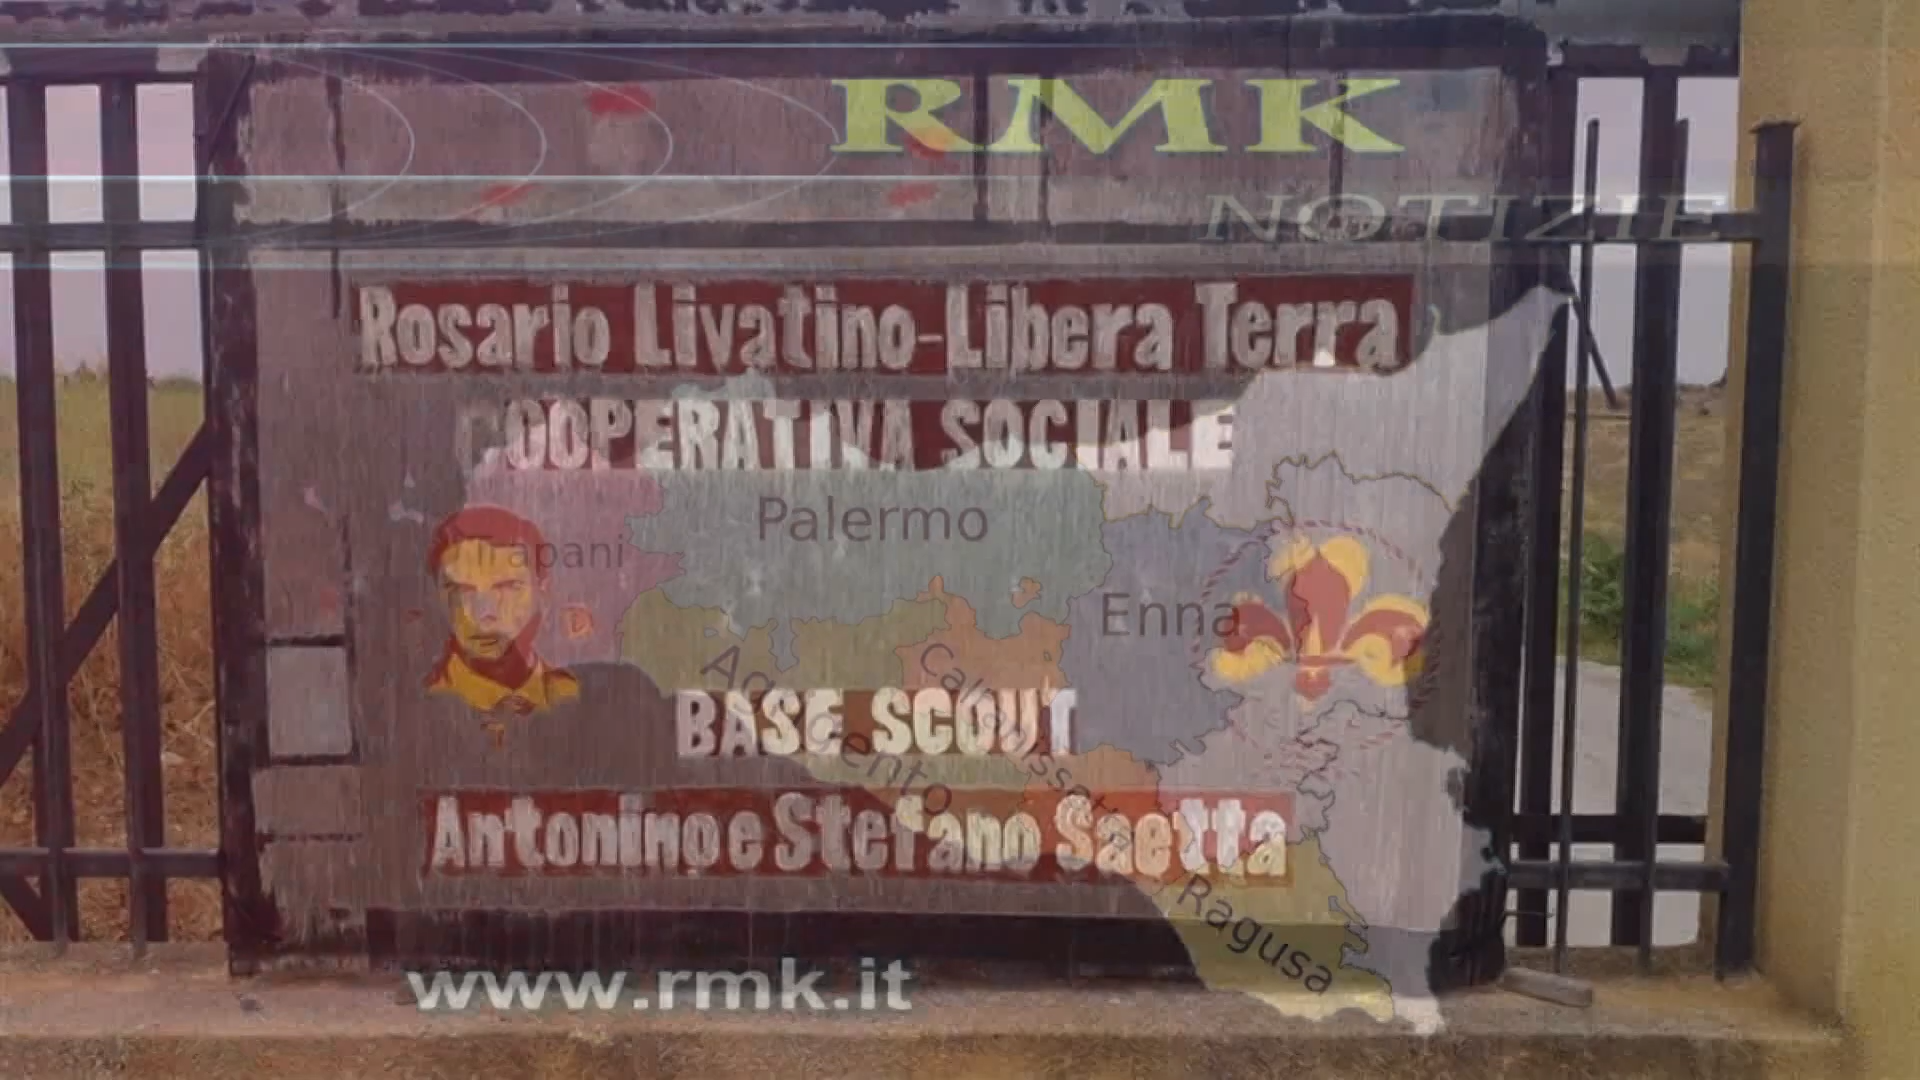 RMK
NOTIZIE
Rosario Livatino-Libera Terra
COOPERATIVA SOCIALE
Palermo
Trapani
Enna
Agrigento
Caltanissetta
BASE SCOUT
Antonino e Stefano Saetta
Ragusa
www.rmk.it